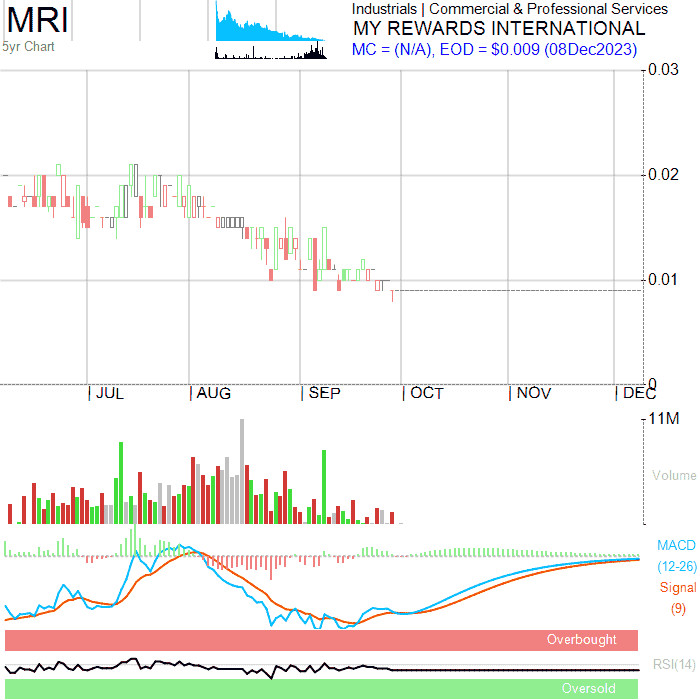 MRI
5yr Chart
Industrials | Commercial & Professional Services
MY REWARDS INTERNATIONAL
MC = (N/A), EOD = $0.009 (08Dec2023)
0.03
0.02
0.01
0
JUL AUG SEP OCT NOV DEC
11M
Volume
MACD
(12-26)
Signal
(9)
Overbought
RSI(14)
Oversold